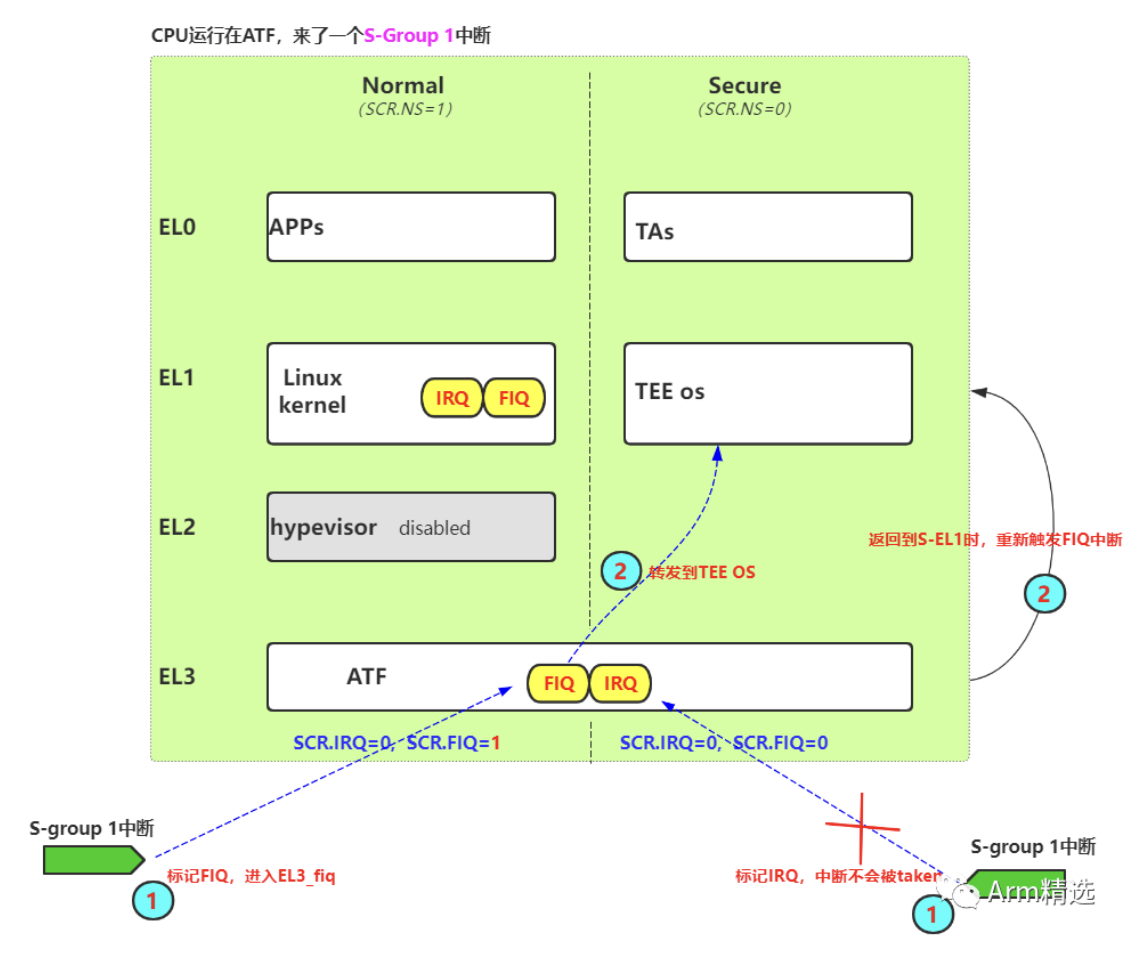 CPU运行在ATF，来了一个S-Group 1中断
Normal
(SCR.NS=1)
Secure
(SCR.NS=0)
EL0
APPs
TAs
EL1
Linux
kernel
IRQ
FIQ
TEE os
EL2
hypevisor
disabled
返回到S-EL1时，重新触发FIQ中断
2
转发到TEE OS
2
EL3
ATF
FIQ
IRQ
SCR.IRQ=0, SCR.FIQ=1
SCR.IRQ=0, SCR.FIQ=0
S-group 1中断
S-group 1中断
标记FIQ，进入EL3_fiq
标记IRQ，中断不会被taken
1
1
Arm精选